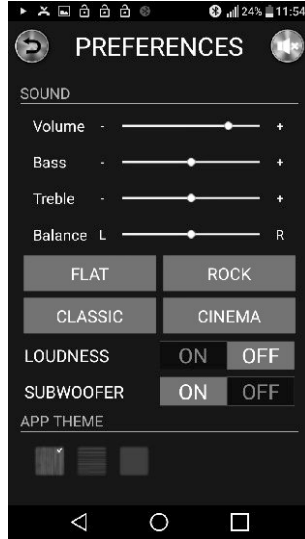 24% 11:54
PREFERENCES
SOUND
Volume - +
Bass - +
Treble - +
Balance L R
FLAT ROCK
CLASSIC CINEMA
LOUDNESS ON OFF
SUBWOOFER ON OFF
APP THEME